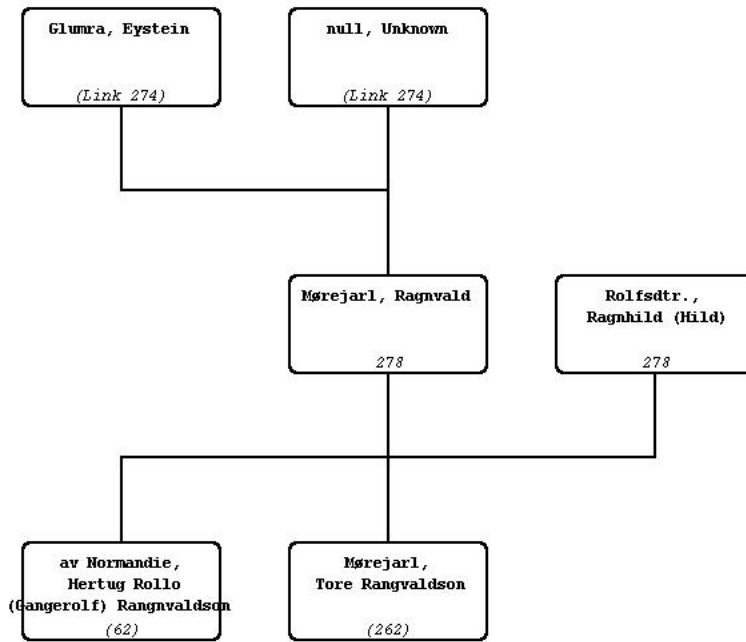 Glumra, Eystein
(Link 274)
null, Unknown
(Link 274)
Mørejarl, Ragnvald
278
Rolfsdtr.,
Ragnhild (Hild)
278
av Normandie,
Hertug Rollo
(Gangerolf) Rangnvaldson
(62)
Mørejarl,
Tore Rangvaldson
(262)